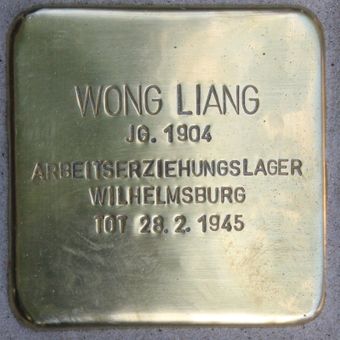 WONG LIANG
JG. 1904
ARBEITSERZIEHUNGSLAGER
WILHELMSBURG
TOT 28.2.1945